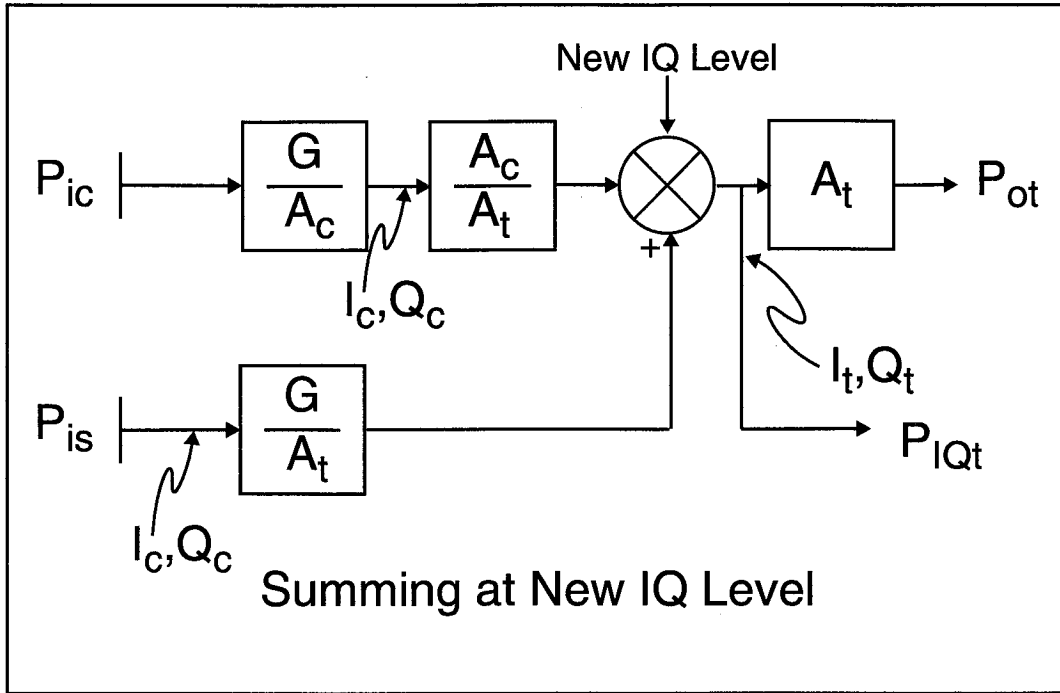 New IQ Level
P_ic
G
A_c
A_c
A_t
A_t
P_ot
+
I_c,Q_c
I_t,Q_t
P_is
G
A_t
P_IQt
I_c,Q_c
Summing at New IQ Level